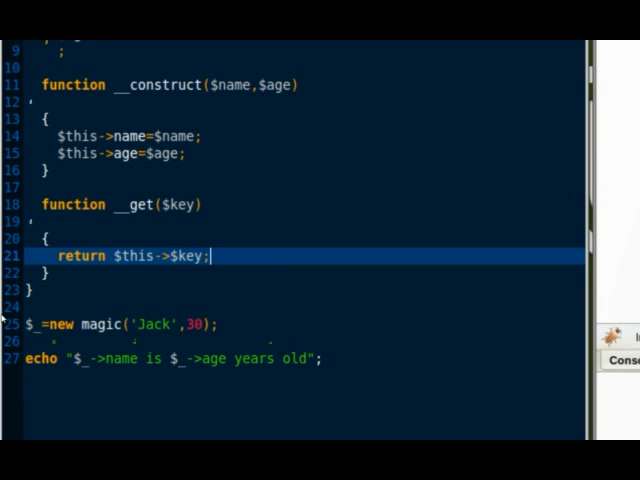 9 ;
10
11 function __construct($name,$age)
12
13 {
14 $this->name=$name;
15 $this->age=$age;
16 }
17
18 function __get($key)
19
20 {
21 return $this->$key;
22 }
23 }
24
25 $_=new magic('Jack',30);
26
27 echo "$_->name is $_->age years old";
Conso